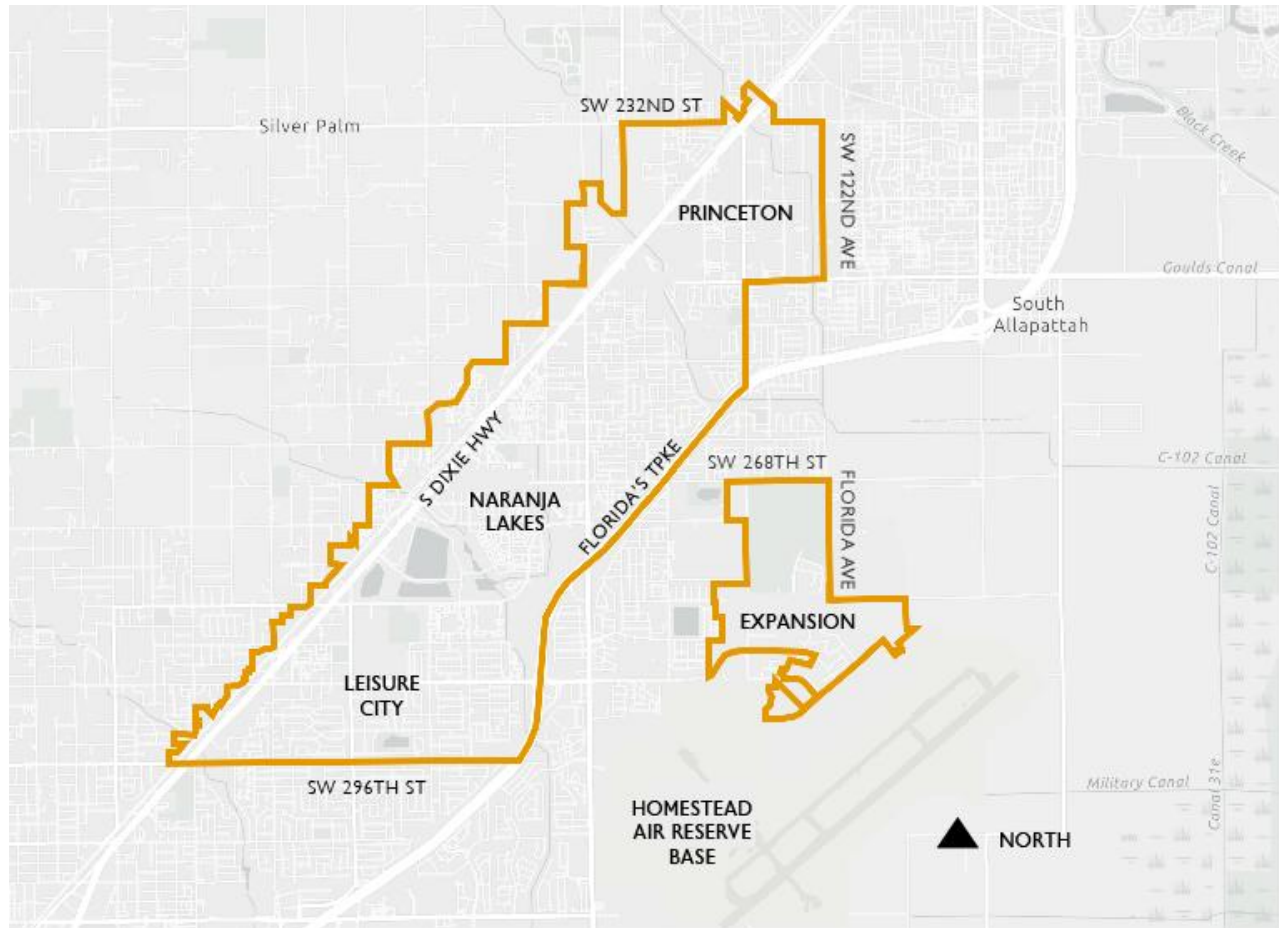 SW 232ND ST
Silver Palm
Black Creek
SW 122ND AVE
PRINCETON
Goulds Canal
South
Allapattah
S DIXIE HWY
C-102 Canal
SW 268TH ST
FLORIDA AVE
NARANJA
LAKES
FLORIDA'S TPKE
C-102 Canal
EXPANSION
LEISURE
CITY
SW 296TH ST
Military Canal
Canal 31e
HOMESTEAD
AIR RESERVE
BASE
NORTH